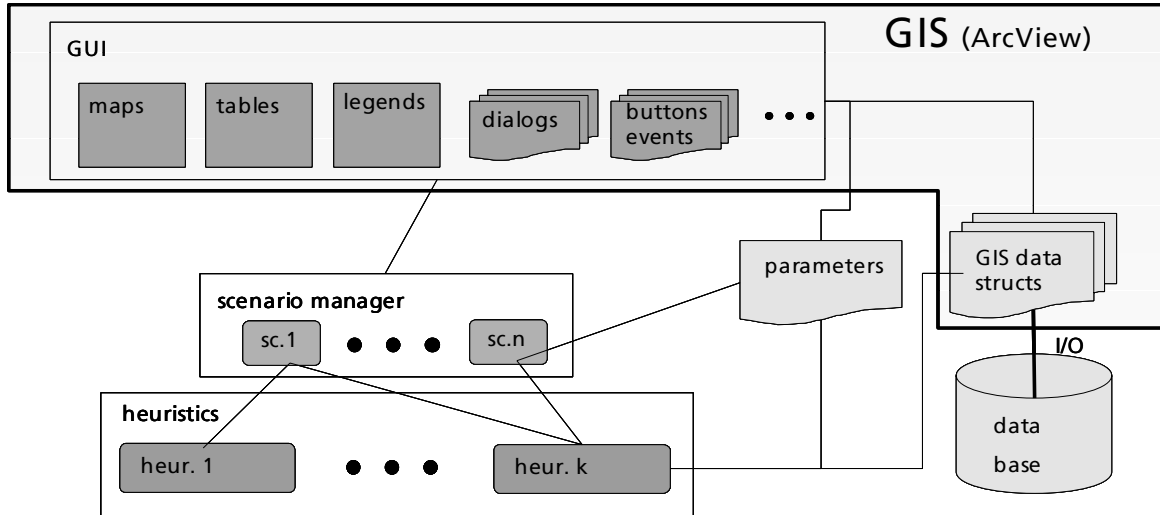 GIS (ArcView)
GUI
maps
tables
legends
dialogs
buttons
events
parameters
GIS data
structs
scenario manager
sc.1
sc.n
I/O
heuristics
heur. 1
heur. k
data
base